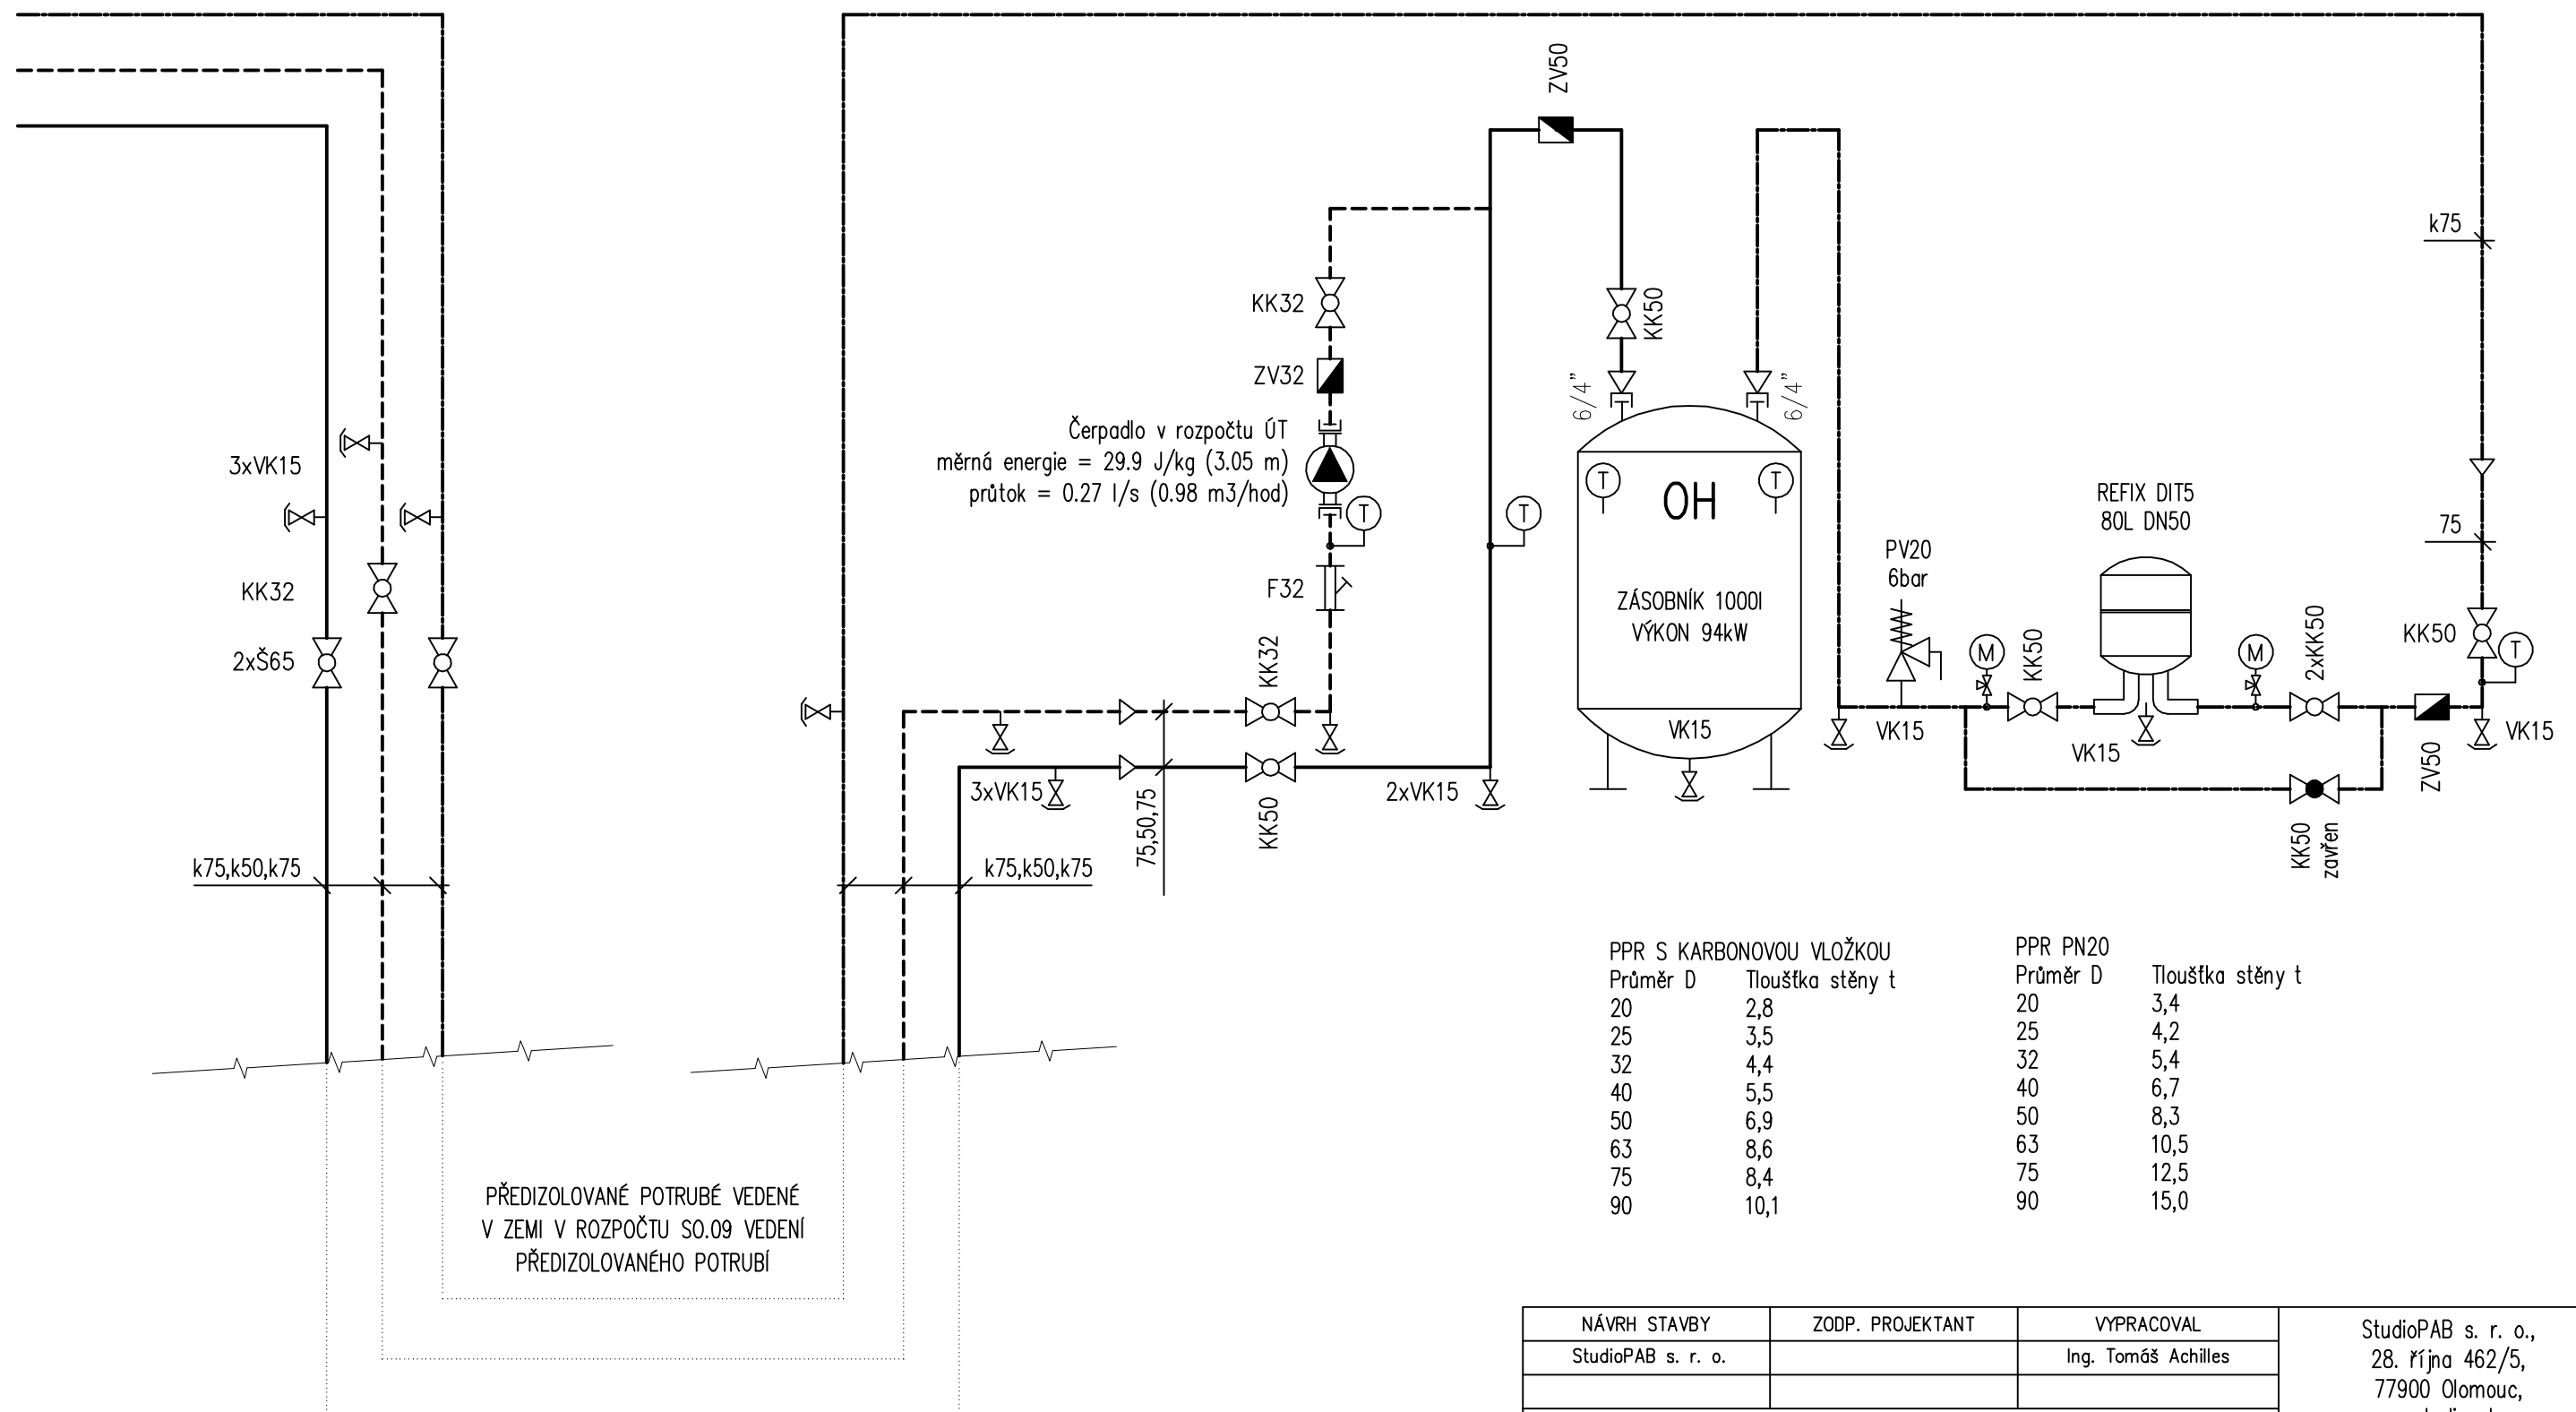 ZV50
k75
KK32
KK50
ZV32
6/4"
6/4"
Čerpadlo v rozpočtu ÚT
měrná energie = 29.9 J/kg (3.05 m)
průtok = 0.27 l/s (0.98 m3/hod)
3xVK15
T
T
T
T
OH
REFIX DIT5
80L DN50
75
PV20
6bar
KK32
F32
ZÁSOBNÍK 1000l
VÝKON 94kW
2xŠ65
KK32
M
KK50
M
2xKK50
KK50
T
VK15
VK15
VK15
VK15
ZV50
3xVK15
75,50,75
KK50
2xVK15
KK50
zavřen
k75,k50,k75
k75,k50,k75
PPR S KARBONOVOU VLOŽKOU
Průměr D Tloušťka stěny t
20 2,8
25 3,5
32 4,4
40 5,5
50 6,9
63 8,6
75 8,4
90 10,1
PPR PN20
Průměr D Tloušťka stěny t
20 3,4
25 4,2
32 5,4
40 6,7
50 8,3
63 10,5
75 12,5
90 15,0
PŘEDIZOLOVANÉ POTRUBÉ VEDENÉ
V ZEMI V ROZPOČTU SO.09 VEDENÍ
PŘEDIZOLOVANÉHO POTRUBÍ
NÁVRH STAVBY ZODP. PROJEKTANT VYPRACOVAL
StudioPAB s. r. o. Ing. Tomáš Achilles
StudioPAB s. r. o.,
28. října 462/5,
77900 Olomouc,